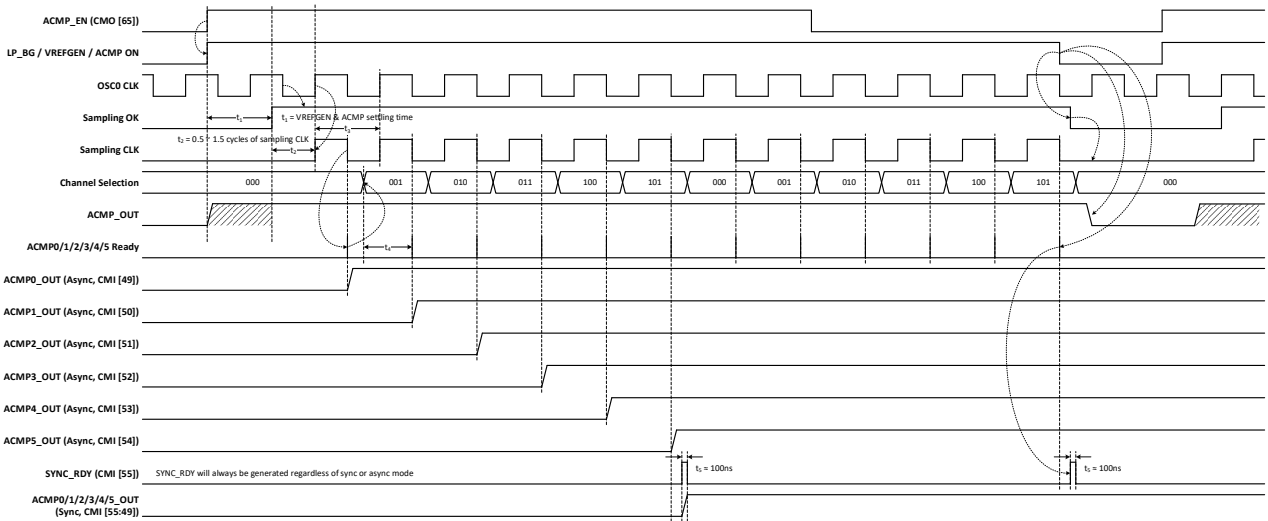 ACMP_EN (CMO [65])
LP_BG / VREFGEN / ACMP ON
OSC0 CLK
Sampling OK
t₁
t₁ = VREFGEN & ACMP settling time
t₃
t₂ = 0.5 ~ 1.5 cycles of sampling CLK
Sampling CLK
t₂
Channel Selection
000 001 010 011 100 101 000 001 010 011 100 101 000
ACMP_OUT
ACMP0/1/2/3/4/5 Ready
t₄
ACMP0_OUT (Async, CMI [49])
ACMP1_OUT (Async, CMI [50])
ACMP2_OUT (Async, CMI [51])
ACMP3_OUT (Async, CMI [52])
ACMP4_OUT (Async, CMI [53])
ACMP5_OUT (Async, CMI [54])
SYNC_RDY (CMI [55])
SYNC_RDY will always be generated regardless of sync or async mode
t₅ = 100ns
t₅ = 100ns
ACMP0/1/2/3/4/5_OUT
(Sync, CMI [55:49])